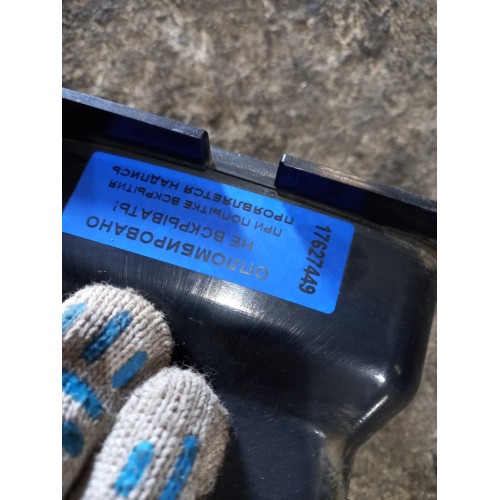 ОПЛОМБИРОВАНО
НЕ ВСКРЫВАТЬ!
ПРИ ПОПЫТКЕ ВСКРЫТИЯ
ПРОЯВЛЯЕТСЯ НАДПИСЬ
17627449